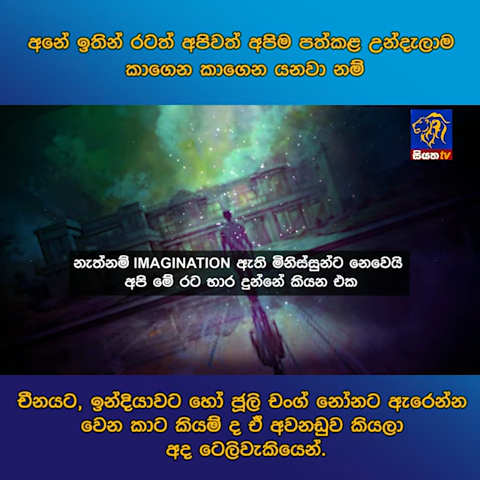 අනේ ඉතින් රටත් අපිවත් අපිම පත්කළ උන්දැලාම
කාගෙන කාගෙන යනවා නම්
සියත tv
නැත්නම් IMAGINATION ඇති මිනිස්සුන්ට නෙවෙයි
අපි මේ රට භාර දුන්නේ කියන එක
චීනයට, ඉන්දියාවට හෝ ජූලි චංග් නෝනට ඇරෙන්න
වෙන කාට කියම් ද ඒ අවනඩුව කියලා
අද ටෙලිවැකියෙන්.